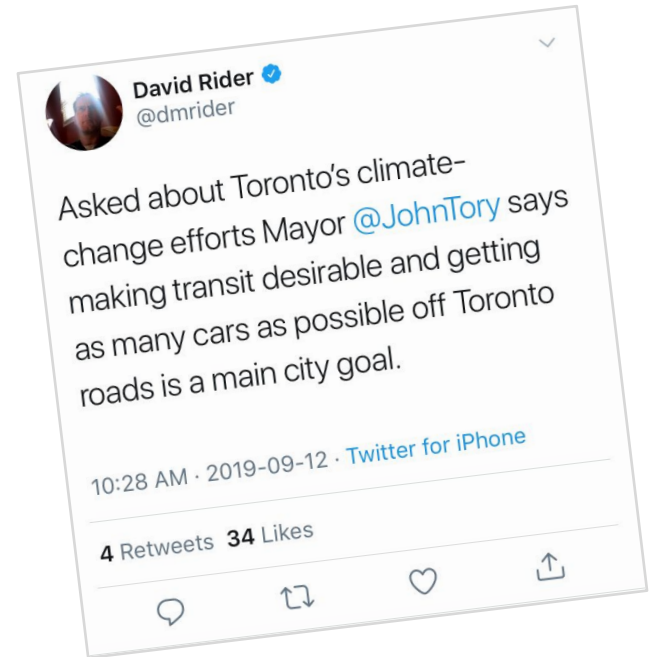 David Rider
@dmrider
Asked about Toronto's climate-
change efforts Mayor @JohnTory says
making transit desirable and getting
as many cars as possible off Toronto
roads is a main city goal.
10:28 AM · 2019-09-12 · Twitter for iPhone
4 Retweets 34 Likes